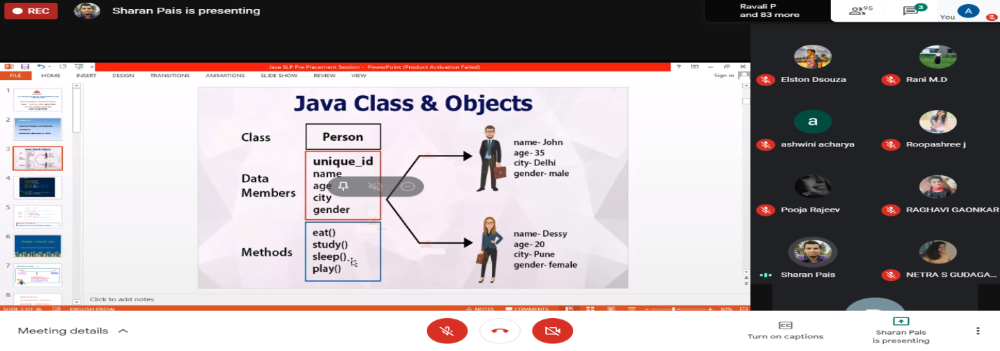 REC
Sharan Pais is presenting
Ravali P
and 83 more
95
3
You
A
Java SLP Pre Placement Session - PowerPoint (Product Activation Failed)
?
FILE HOME INSERT DESIGN TRANSITIONS ANIMATIONS SLIDE SHOW REVIEW VIEW
Sign in
1
2
3
4
5
6
7
8
Java Class & Objects
Class
Person
Data
Members
unique_id
name
age
city
gender
Methods
eat()
study()
sleep()
play()
name- John
age- 35
city- Delhi
gender- male
name- Dessy
age- 20
city- Pune
gender- female
Click to add notes
SLIDE 3 OF 36 ENGLISH (INDIA) NOTES COMMENTS 82%
Elston Dsouza
Rani M.D
a
ashwini acharya
Roopashree j
Pooja Rajeev
RAGHAVI GAONKAR
Sharan Pais
NETRA S GUDAGA...
Meeting details
CC
Turn on captions
Sharan Pais
is presenting